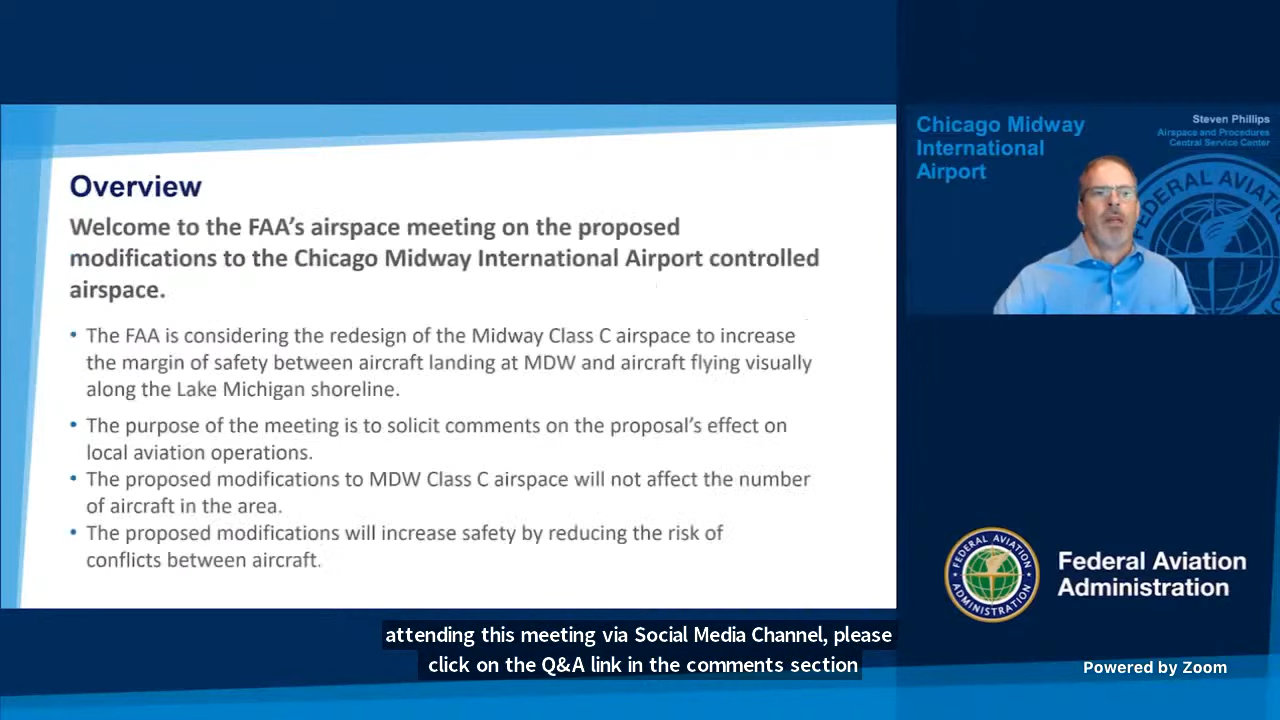 Overview
Welcome to the FAA's airspace meeting on the proposed
modifications to the Chicago Midway International Airport controlled
airspace.
• The FAA is considering the redesign of the Midway Class C airspace to increase
the margin of safety between aircraft landing at MDW and aircraft flying visually
along the Lake Michigan shoreline.
• The purpose of the meeting is to solicit comments on the proposal's effect on
local aviation operations.
• The proposed modifications to MDW Class C airspace will not affect the number
of aircraft in the area.
• The proposed modifications will increase safety by reducing the risk of
conflicts between aircraft.
Chicago Midway
International
Airport
Steven Phillips
Airspace and Procedures
Central Service Center
FEDERAL AVIA
FEDERAL AVIATION
ADMINISTRATION
Federal Aviation
Administration
attending this meeting via Social Media Channel, please
click on the Q&A link in the comments section
Powered by Zoom